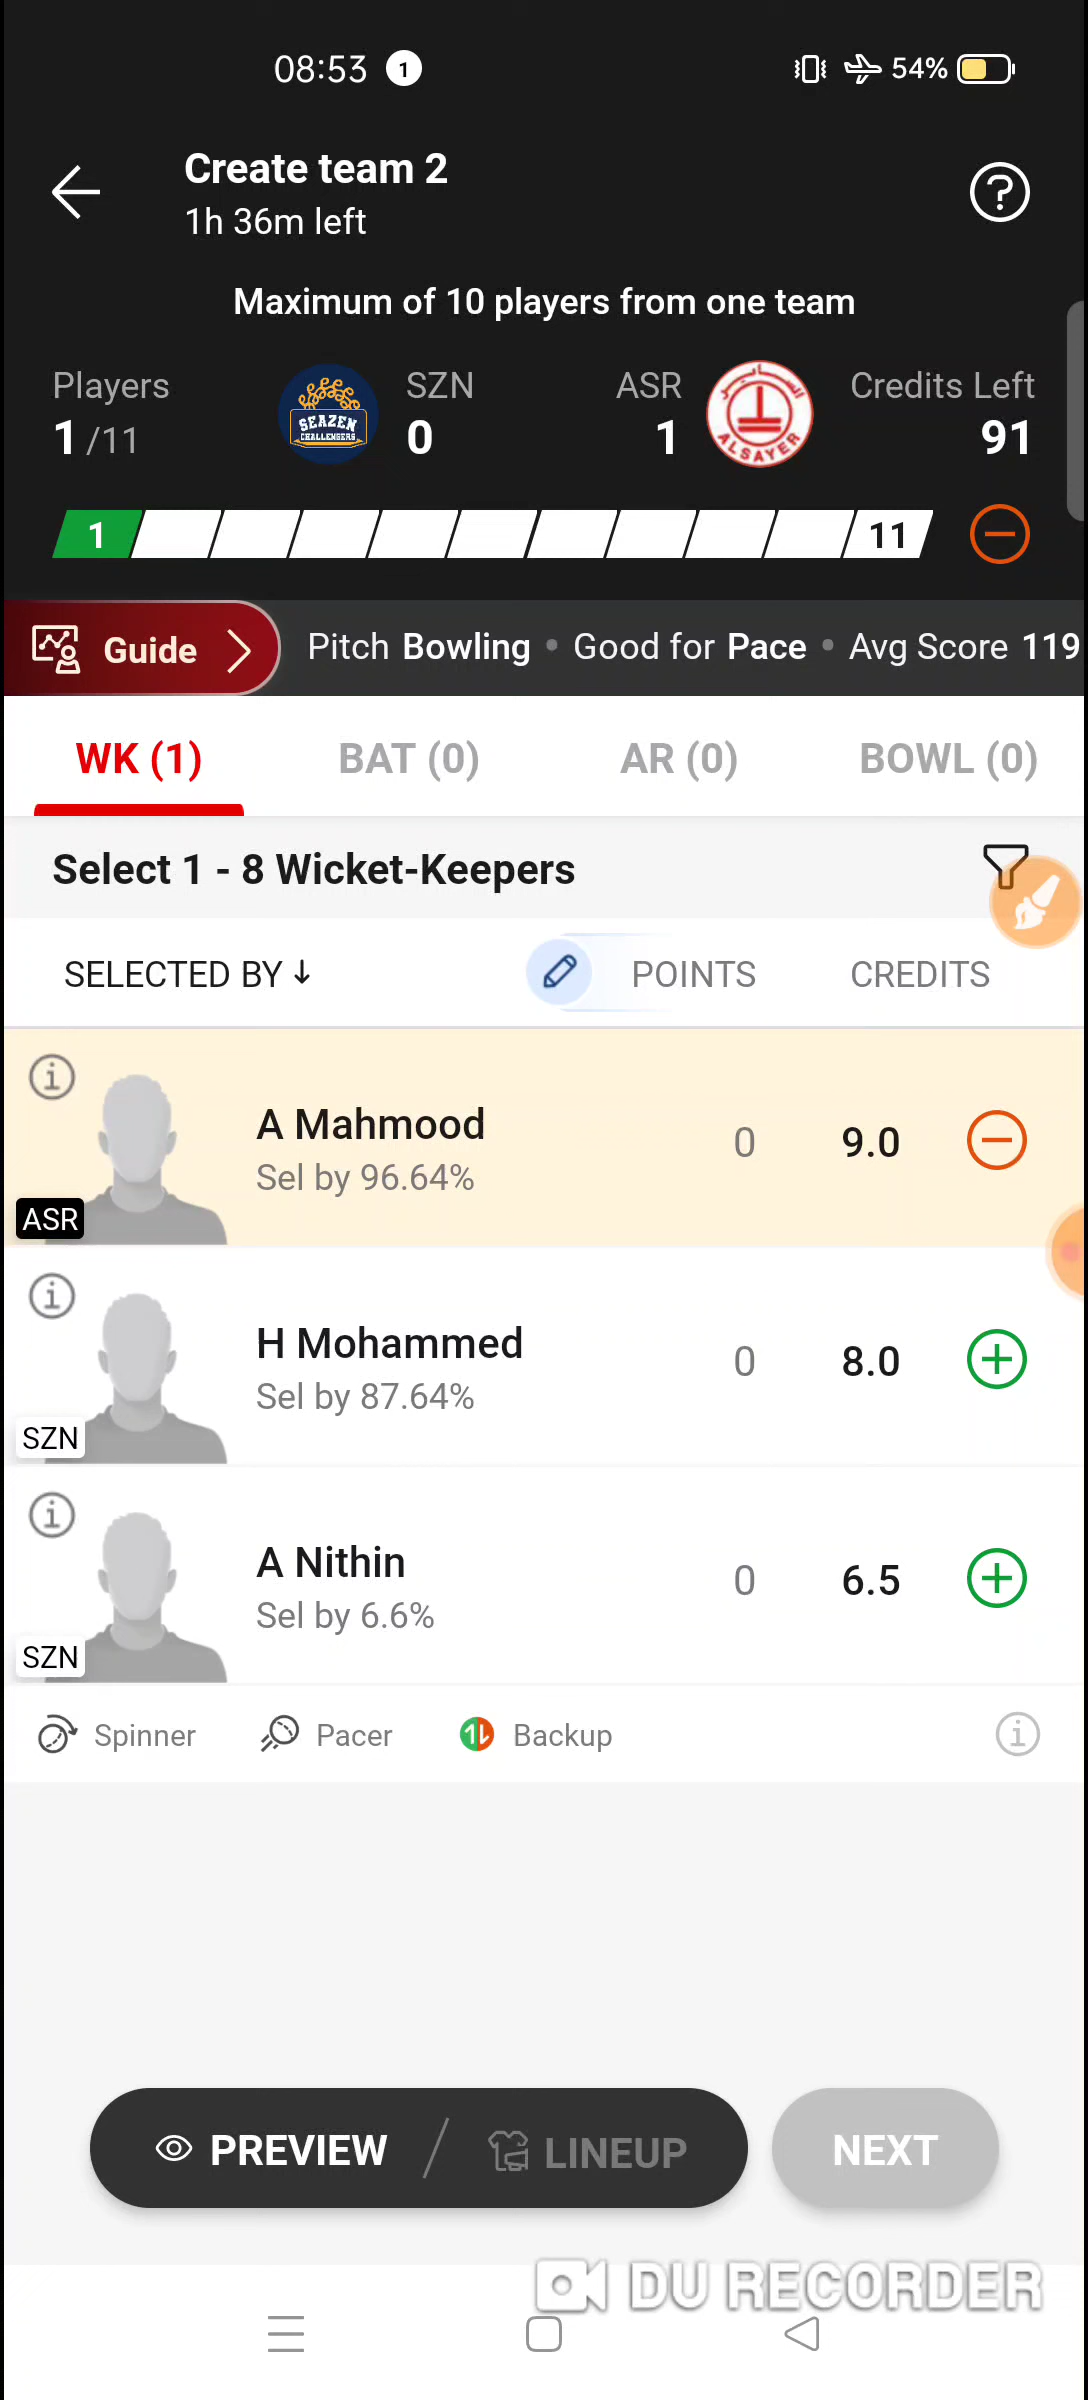 08:53 1 54%
Create team 2
1h 36m left
Maximum of 10 players from one team
Players SZN ASR Credits Left
1 /11 0 1 91
SEAZEN
CHALLENGERS
ALSAYER
1 11
Guide Pitch Bowling • Good for Pace • Avg Score 119
WK (1) BAT (0) AR (0) BOWL (0)
Select 1 - 8 Wicket-Keepers
SELECTED BY ↓ POINTS CREDITS
A Mahmood 0 9.0
Sel by 96.64%
ASR
H Mohammed 0 8.0
Sel by 87.64%
SZN
A Nithin 0 6.5
Sel by 6.6%
SZN
Spinner Pacer Backup
PREVIEW / LINEUP NEXT
DU RECORDER